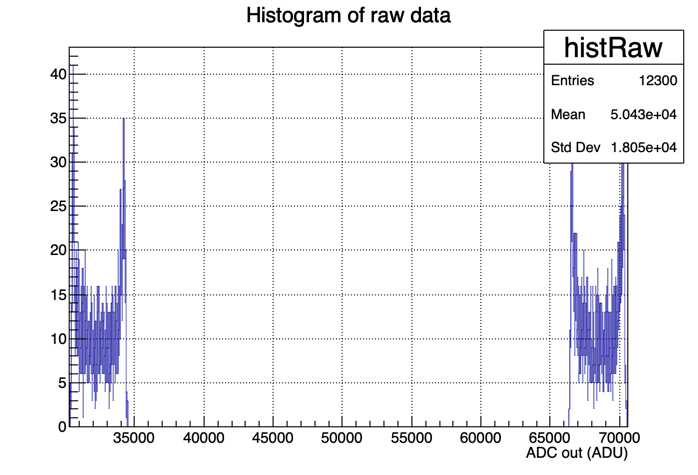 Histogram of raw data
histRaw
Entries 12300
Mean 5.043e+04
Std Dev 1.805e+04
40
35
30
25
20
15
10
5
0
35000 40000 45000 50000 55000 60000 65000 70000
ADC out (ADU)